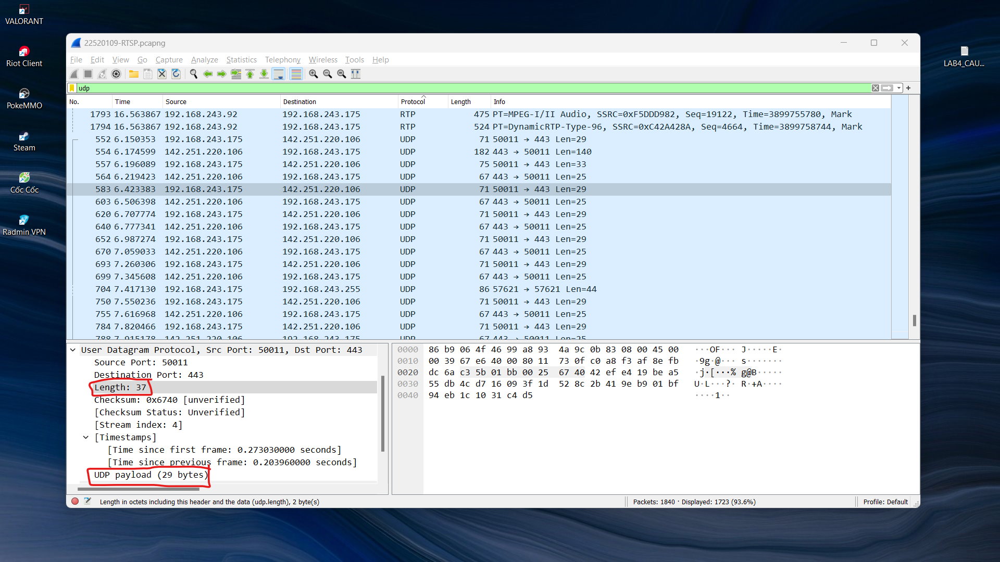 VALORANT
Riot Client
PokeMMO
Steam
Cốc Cốc
Radmin VPN
LAB4_CAU...
22520109-RTSP.pcapng
File Edit View Go Capture Analyze Statistics Telephony Wireless Tools Help
udp
No. Time Source Destination Protocol Length Info
1793 16.563867 192.168.243.92 192.168.243.175 RTP 475 PT=MPEG-I/II Audio, SSRC=0xF5DDD982, Seq=19122, Time=3899755780, Mark
1794 16.563867 192.168.243.92 192.168.243.175 RTP 524 PT=DynamicRTP-Type-96, SSRC=0xC42A428A, Seq=4664, Time=3899758744, Mark
552 6.150353 192.168.243.175 142.251.220.106 UDP 71 50011 → 443 Len=29
554 6.174599 142.251.220.106 192.168.243.175 UDP 182 443 → 50011 Len=140
557 6.196089 192.168.243.175 142.251.220.106 UDP 75 50011 → 443 Len=33
564 6.219423 142.251.220.106 192.168.243.175 UDP 67 443 → 50011 Len=25
583 6.423383 192.168.243.175 142.251.220.106 UDP 71 50011 → 443 Len=29
603 6.506398 142.251.220.106 192.168.243.175 UDP 67 443 → 50011 Len=25
620 6.707774 192.168.243.175 142.251.220.106 UDP 71 50011 → 443 Len=29
640 6.777341 142.251.220.106 192.168.243.175 UDP 67 443 → 50011 Len=25
652 6.987274 192.168.243.175 142.251.220.106 UDP 71 50011 → 443 Len=29
670 7.059033 142.251.220.106 192.168.243.175 UDP 67 443 → 50011 Len=25
693 7.260306 192.168.243.175 142.251.220.106 UDP 71 50011 → 443 Len=29
699 7.345608 142.251.220.106 192.168.243.175 UDP 67 443 → 50011 Len=25
704 7.417130 192.168.243.175 192.168.243.255 UDP 86 57621 → 57621 Len=44
750 7.550236 192.168.243.175 142.251.220.106 UDP 71 50011 → 443 Len=29
755 7.616968 142.251.220.106 192.168.243.175 UDP 67 443 → 50011 Len=25
784 7.820466 192.168.243.175 142.251.220.106 UDP 71 50011 → 443 Len=29
788 7.915178 142.251.220.106 192.168.243.175 UDP 67 443 → 50011 Len=25
User Datagram Protocol, Src Port: 50011, Dst Port: 443
Source Port: 50011
Destination Port: 443
Length: 37
Checksum: 0x6740 [unverified]
[Checksum Status: Unverified]
[Stream index: 4]
[Timestamps]
[Time since first frame: 0.273030000 seconds]
[Time since previous frame: 0.203960000 seconds]
UDP payload (29 bytes)
0000 86 b9 06 4f 46 99 a8 93 4a 9c 0b 83 08 00 45 00 ···OF··· J·····E·
0010 00 39 67 e6 40 00 80 11 73 0f c0 a8 f3 af 8e fb ·9g·@··· s·······
0020 dc 6a c3 5b 01 bb 00 25 67 40 42 ef e4 19 be a5 ·j·[···% g@B·····
0030 55 db 4c d7 16 09 3f 1d 52 8c 2b 41 9e b9 01 bf U·L···?· R·+A····
0040 94 eb 1c 10 31 c4 d5 ····1··
Length in octets including this header and the data (udp.length), 2 byte(s)
Packets: 1840 · Displayed: 1723 (93.6%)
Profile: Default